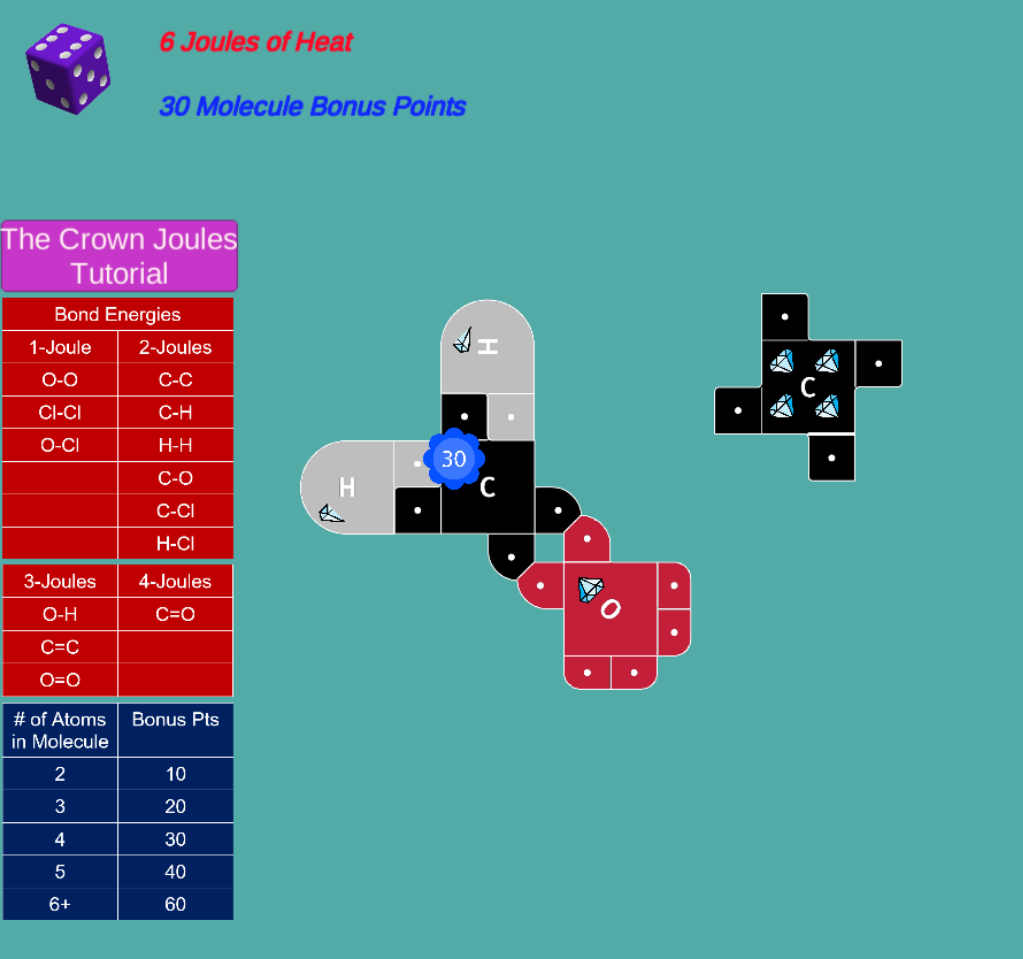 6 Joules of Heat
30 Molecule Bonus Points
The Crown Joules
Tutorial
Bond Energies
1-Joule 2-Joules
O-O C-C
Cl-Cl C-H
O-Cl H-H
C-O
C-Cl
H-Cl
3-Joules 4-Joules
O-H C=O
C=C
O=O
# of Atoms Bonus Pts
in Molecule
2 10
3 20
4 30
5 40
6+ 60
H
30
H
C
O
C